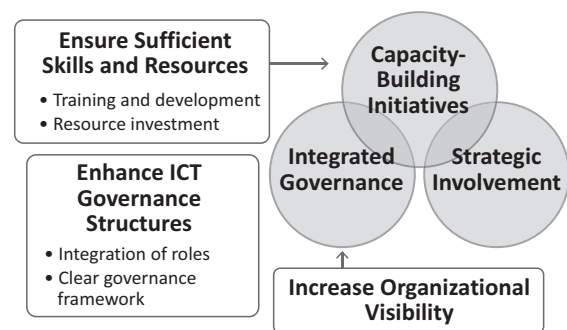 Ensure Sufficient
Skills and Resources
• Training and development
• Resource investment
Enhance ICT
Governance
Structures
• Integration of roles
• Clear governance
framework
Capacity-
Building
Initiatives
Integrated
Governance
Strategic
Involvement
Increase Organizational
Visibility